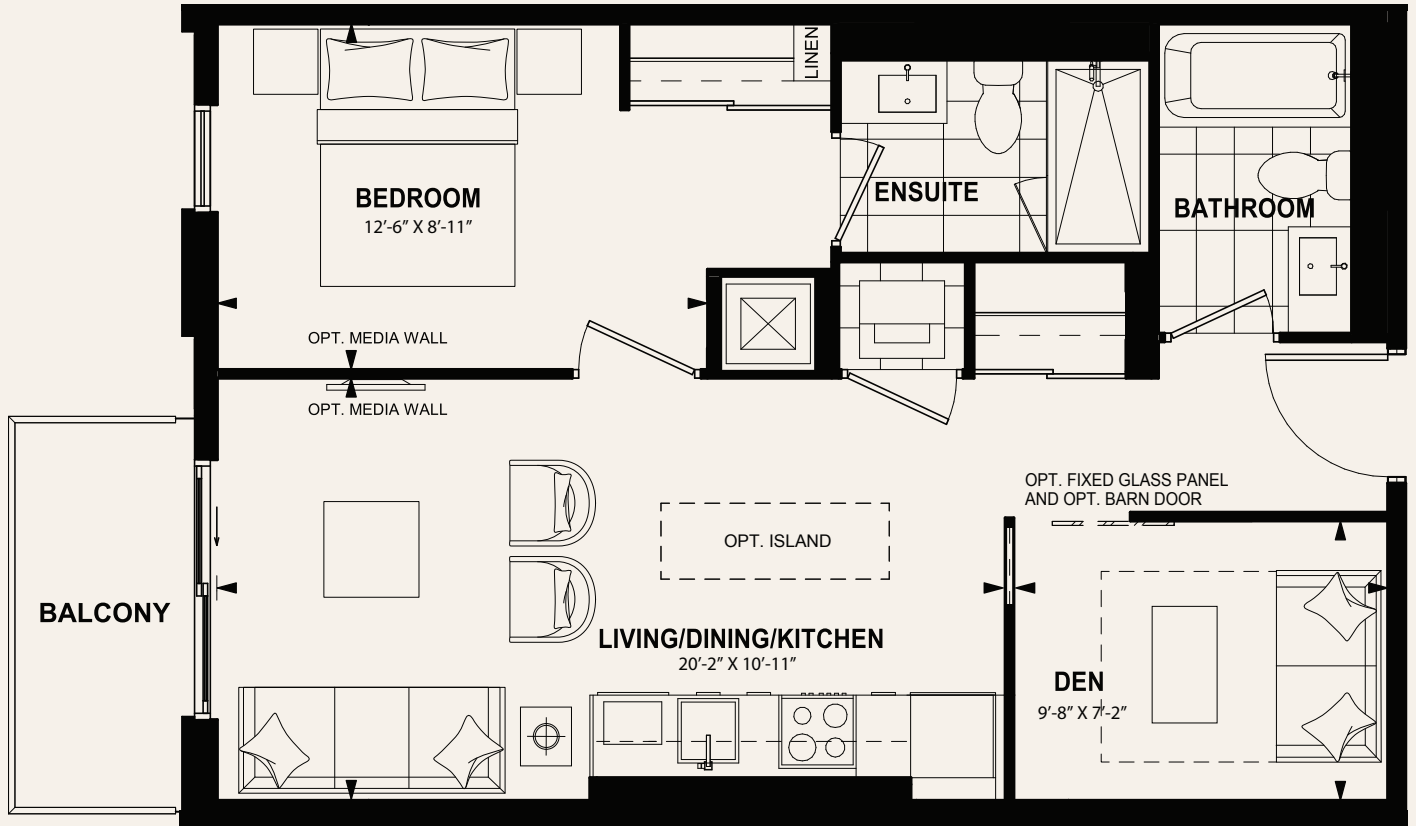 LINEN
BEDROOM
12'-6" X 8'-11"
ENSUITE
BATHROOM
OPT. MEDIA WALL
OPT. MEDIA WALL
OPT. FIXED GLASS PANEL
AND OPT. BARN DOOR
OPT. ISLAND
BALCONY
LIVING/DINING/KITCHEN
20'-2" X 10'-11"
DEN
9'-8" X 7'-2"